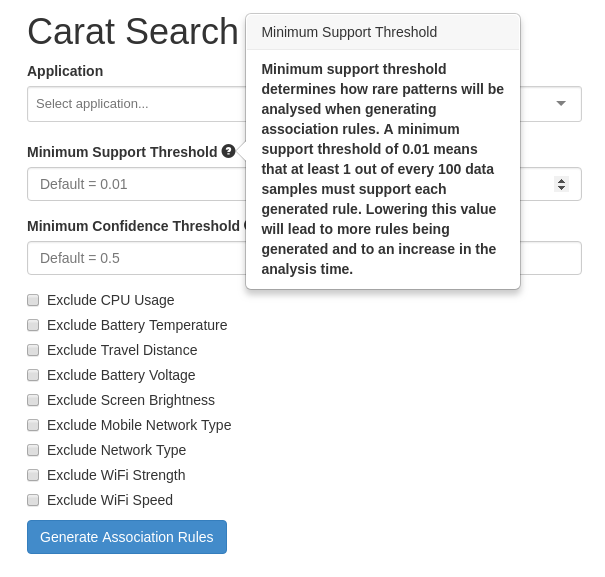 Carat Search
Application
Select application...
Minimum Support Threshold
Default = 0.01
Minimum Confidence Threshold
Default = 0.5
Minimum Support Threshold
Minimum support threshold
determines how rare patterns will be
analysed when generating
association rules. A minimum
support threshold of 0.01 means
that at least 1 out of every 100 data
samples must support each
generated rule. Lowering this value
will lead to more rules being
generated and to an increase in the
analysis time.
Exclude CPU Usage
Exclude Battery Temperature
Exclude Travel Distance
Exclude Battery Voltage
Exclude Screen Brightness
Exclude Mobile Network Type
Exclude Network Type
Exclude WiFi Strength
Exclude WiFi Speed
Generate Association Rules